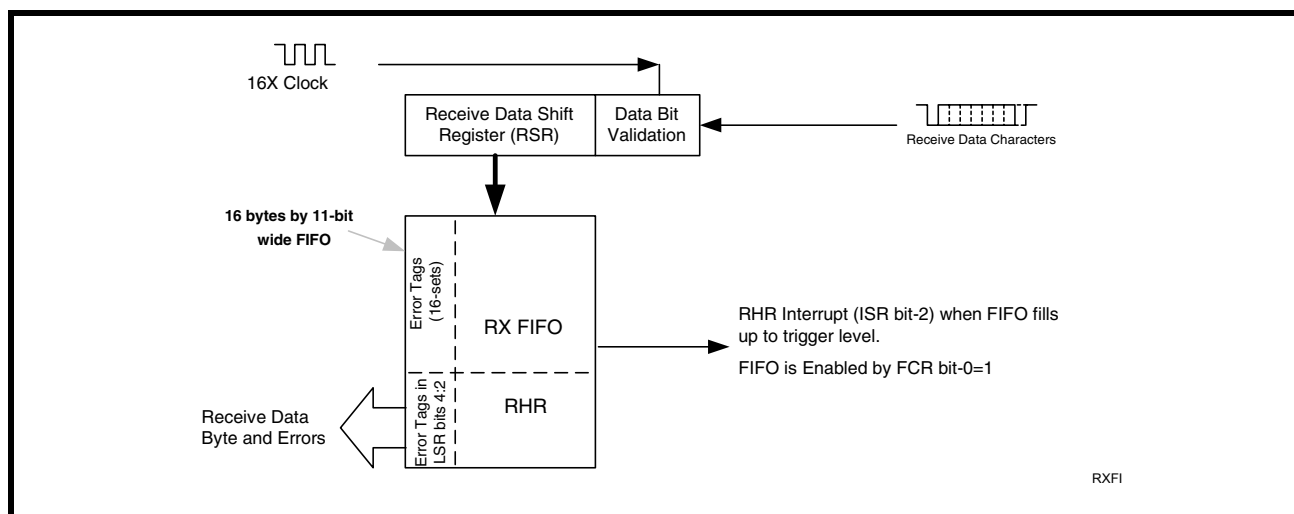 16X Clock
Receive Data Shift
Register (RSR)
Data Bit
Validation
Receive Data Characters
16 bytes by 11-bit
wide FIFO
Error Tags
(16-sets)
RX FIFO
RHR Interrupt (ISR bit-2) when FIFO fills
up to trigger level.
FIFO is Enabled by FCR bit-0=1
Error Tags in
LSR bits 4:2
RHR
Receive Data
Byte and Errors
RXFI